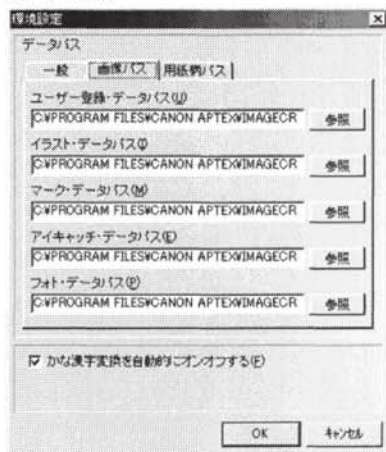 環境設定
データパス
一般 画像パス 用紙柄パス
ユーザー登録・データパス(U)
C:¥PROGRAM FILES¥CANON APTEX¥IMAGECR 参照
イラスト・データパス(I)
C:¥PROGRAM FILES¥CANON APTEX¥IMAGECR 参照
マーク・データパス(M)
C:¥PROGRAM FILES¥CANON APTEX¥IMAGECR 参照
アイキャッチ・データパス(E)
C:¥PROGRAM FILES¥CANON APTEX¥IMAGECR 参照
フォト・データパス(P)
C:¥PROGRAM FILES¥CANON APTEX¥IMAGECR 参照
かな漢字変換を自動的にオンオフする(F)
OK キャンセル